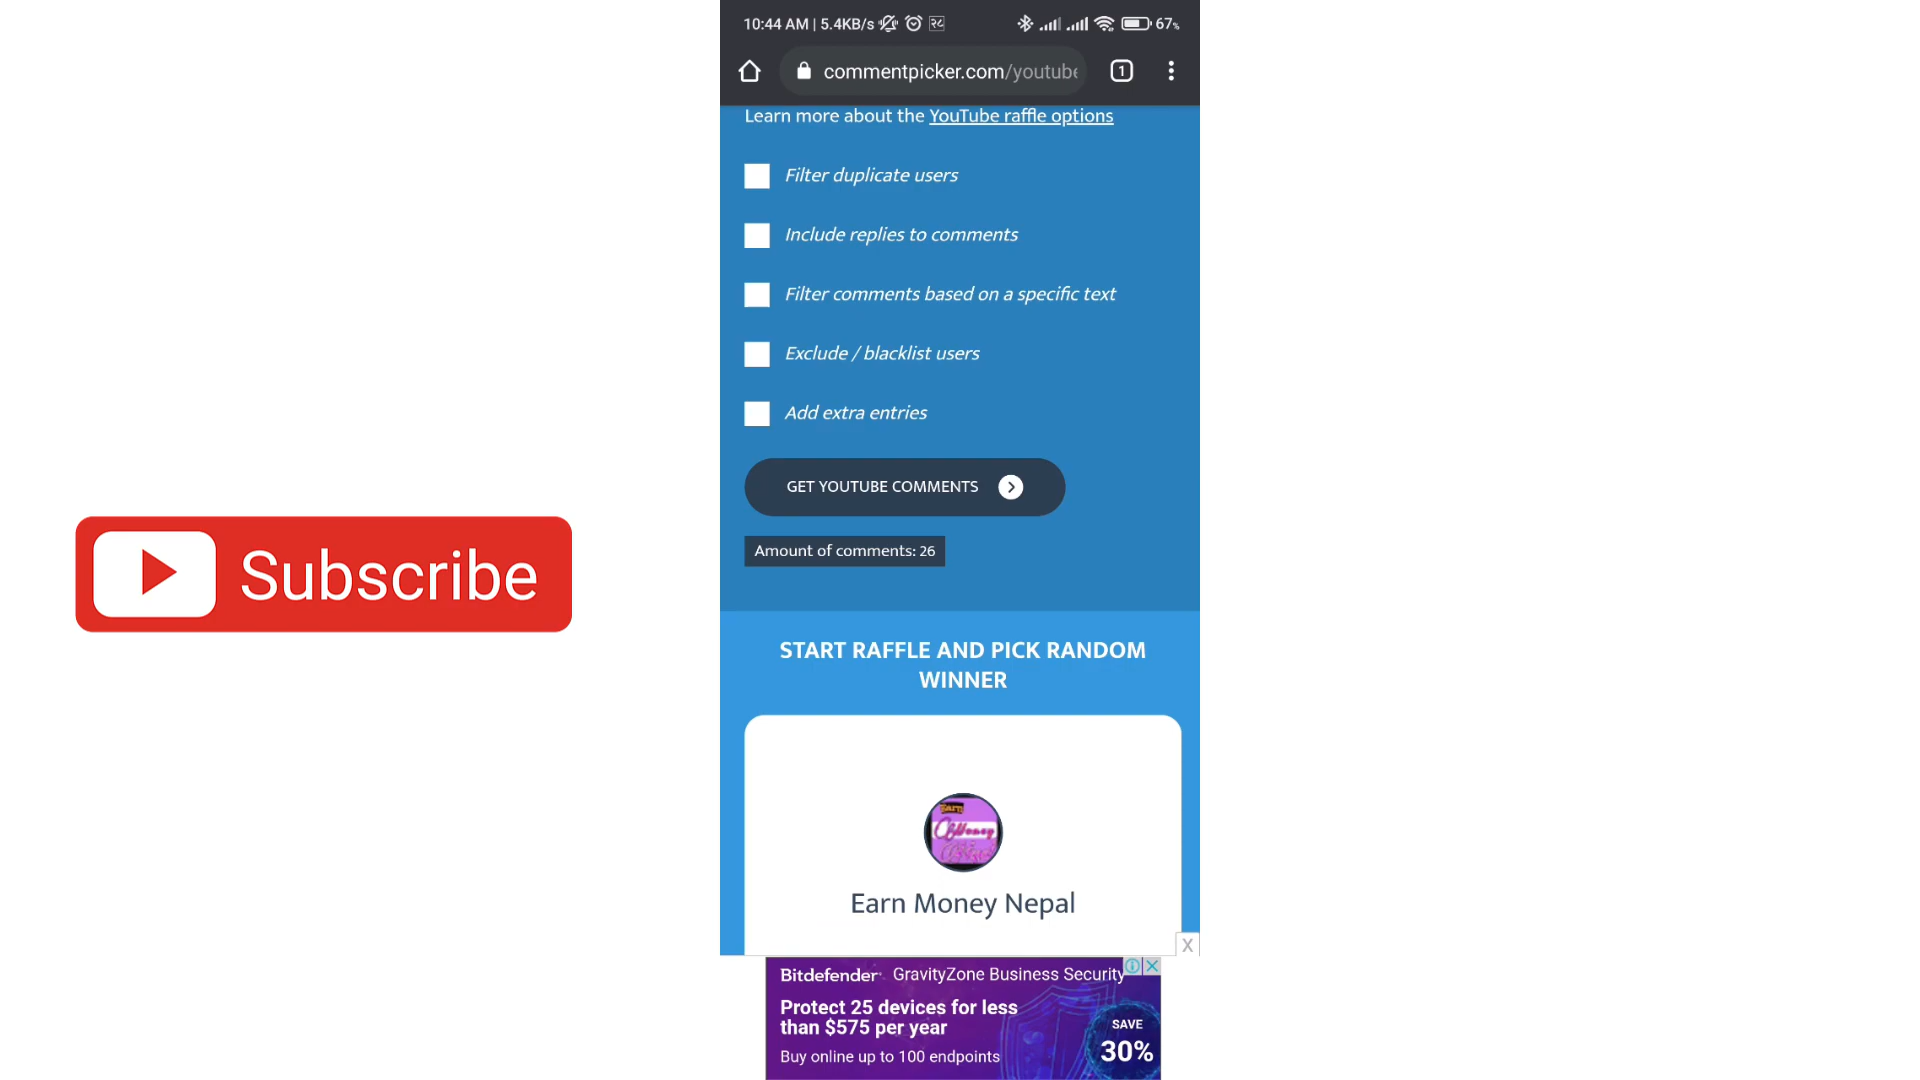 10:44 AM | 5.4KB/s २८ 67%
commentpicker.com/youtube
1
Learn more about the YouTube raffle options
Filter duplicate users
Include replies to comments
Filter comments based on a specific text
Exclude / blacklist users
Add extra entries
GET YOUTUBE COMMENTS
Amount of comments: 26
Subscribe
START RAFFLE AND PICK RANDOM
WINNER
Earn
Money
Earn Money Nepal
X
Bitdefender GravityZone Business Security
Protect 25 devices for less
than $575 per year
Buy online up to 100 endpoints
SAVE
30%